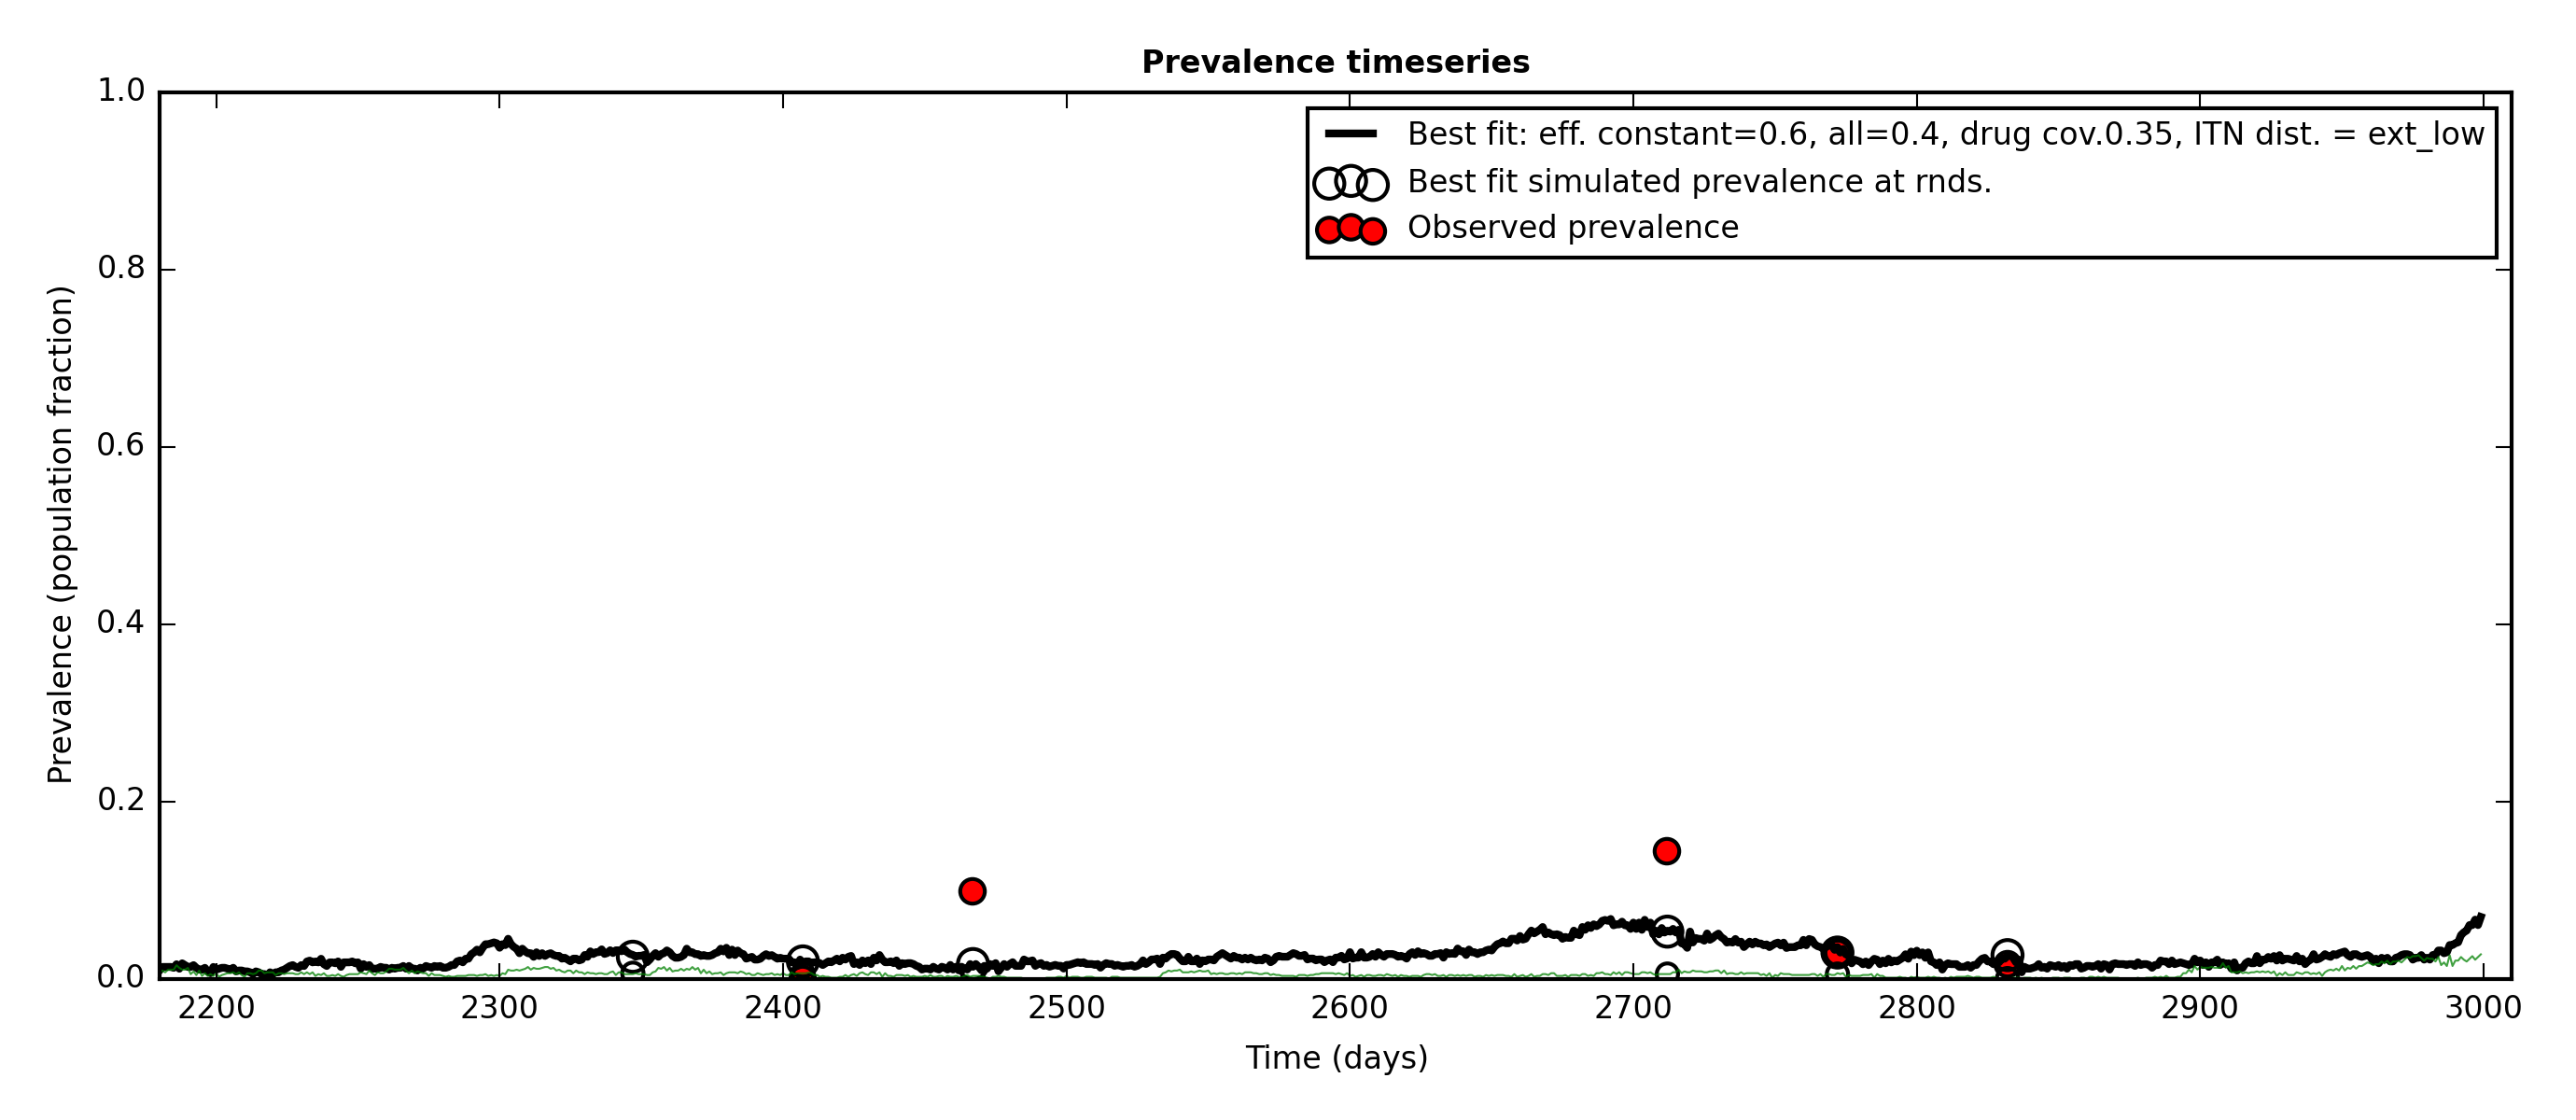 Prevalence timeseries
1.0
0.8
0.6
0.4
0.2
0.0
Prevalence (population fraction)
Best fit: eff. constant=0.6, all=0.4, drug cov.0.35, ITN dist. = ext_low
Best fit simulated prevalence at rnds.
Observed prevalence
2200 2300 2400 2500 2600 2700 2800 2900 3000
Time (days)